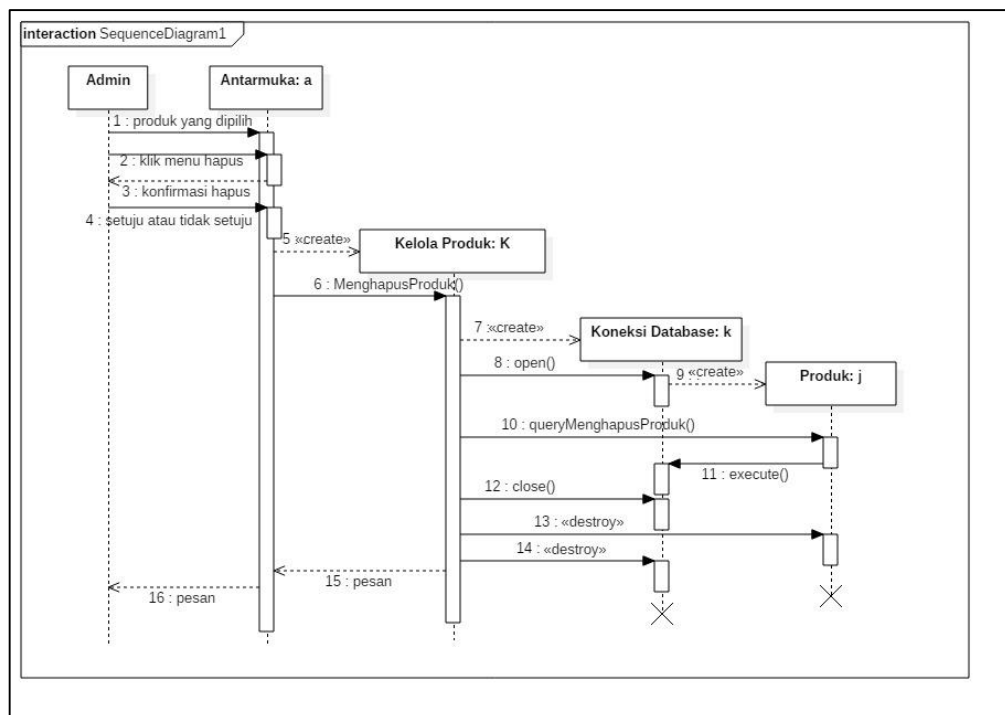 interaction SequenceDiagram1
Admin
Antarmuka: a
1 : produk yang dipilih
2 : klik menu hapus
3 : konfirmasi hapus
4 : setuju atau tidak setuju
5 : «create»
Kelola Produk: K
6 : MenghapusProduk()
7 : «create»
Koneksi Database: k
8 : open()
9 : «create»
Produk: j
10 : queryMenghapusProduk()
11 : execute()
12 : close()
13 : «destroy»
14 : «destroy»
15 : pesan
16 : pesan